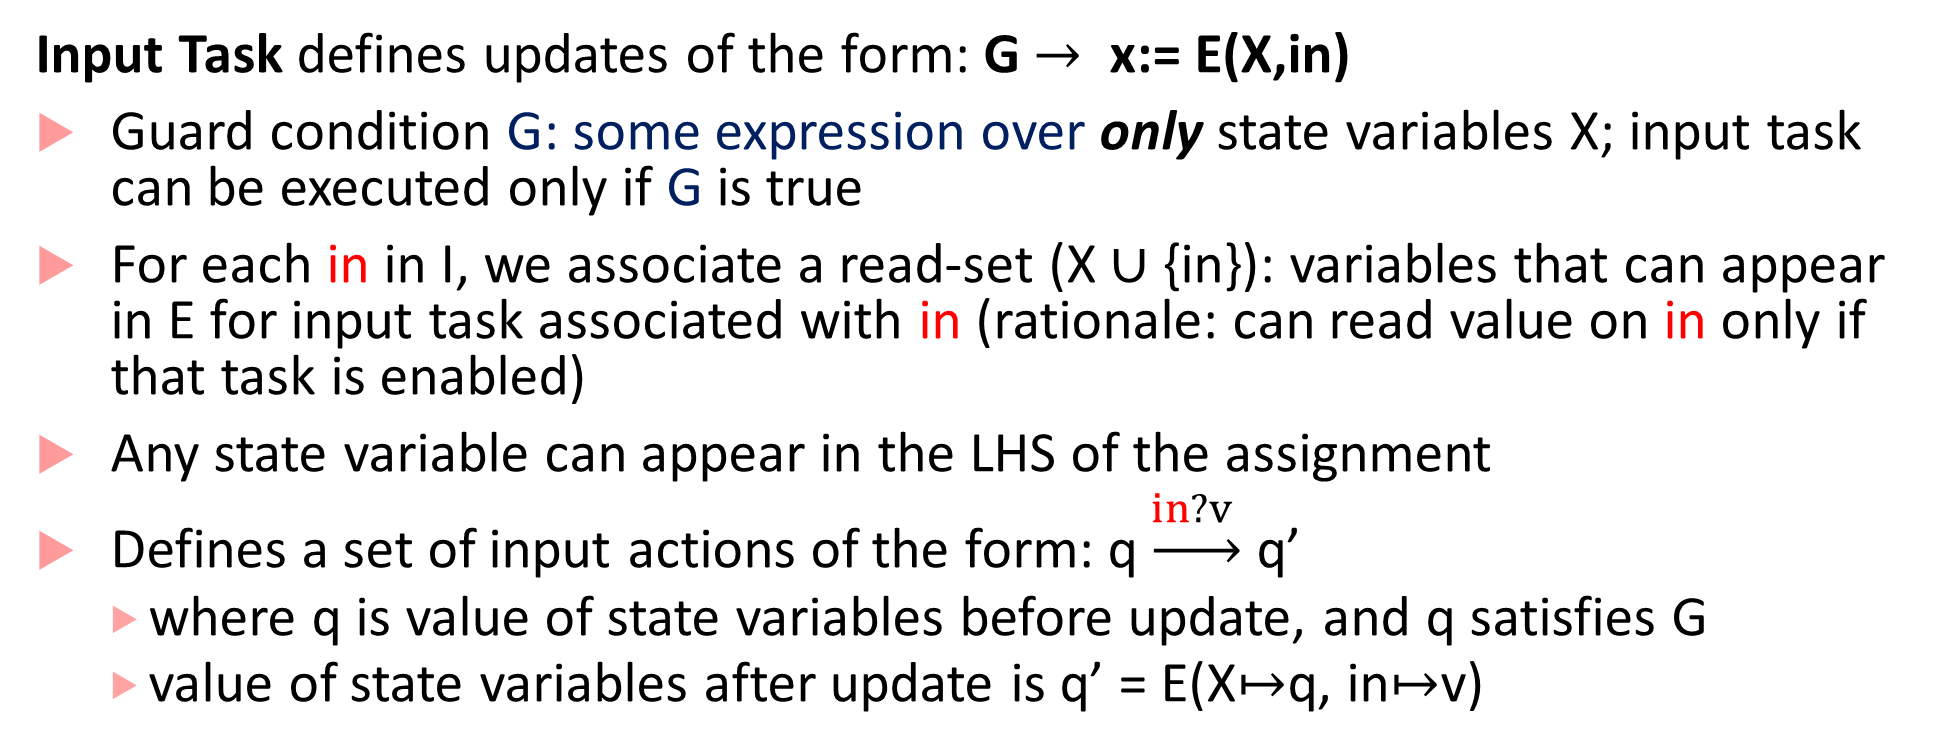 Input Task defines updates of the form: G → x:= E(X,in)
▶ Guard condition G: some expression over only state variables X; input task
can be executed only if G is true
▶ For each in in I, we associate a read-set (X ∪ {in}): variables that can appear
in E for input task associated with in (rationale: can read value on in only if
that task is enabled)
▶ Any state variable can appear in the LHS of the assignment
in?v
▶ Defines a set of input actions of the form: q ⟶ q’
▶ where q is value of state variables before update, and q satisfies G
▶ value of state variables after update is q’ = E(X↦q, in↦v)